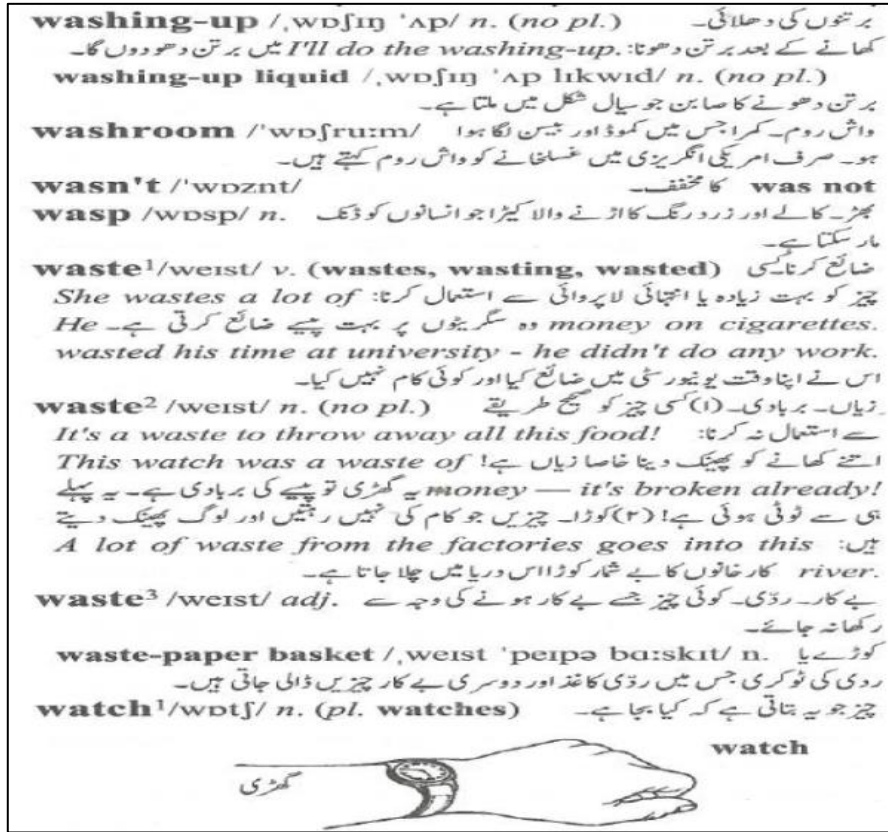 washing-up /ˌwɒʃɪŋ ˈʌp/ n. (no pl.) برتنوں کی دھلائی۔
کھانے کے بعد برتن دھونا: I'll do the washing-up. میں برتن دھودوں گا۔
washing-up liquid /ˌwɒʃɪŋ ˈʌp lɪkwɪd/ n. (no pl.)
برتن دھونے کا صابن جو سیال شکل میں ملتا ہے۔
washroom /ˈwɒʃruːm/ واش روم۔ کمرا جس میں کموڈ اور بیسن لگا ہوا
ہو۔ صرف امریکی انگریزی میں غسلخانے کو واش روم کہتے ہیں۔
wasn't /ˈwɒznt/ was not کا مخفف۔
wasp /wɒsp/ n. بھڑ۔ کالے اور زرد رنگ کا اڑنے والا کیڑا جو انسانوں کو ڈنک
مار سکتا ہے۔
waste¹/weɪst/ v. (wastes, wasting, wasted) ضائع کرنا۔ کسی
چیز کو بہت زیادہ یا انتہائی لاپروائی سے استعمال کرنا: She wastes a lot of
money on cigarettes. وہ سگریٹوں پر بہت پیسے ضائع کرتی ہے۔ He
wasted his time at university - he didn't do any work.
اس نے اپنا وقت یونیورسٹی میں ضائع کیا اور کوئی کام نہیں کیا۔
waste² /weɪst/ n. (no pl.) زیاں۔ بربادی۔ (۱) کسی چیز کو صحیح طریقے
سے استعمال نہ کرنا: It's a waste to throw away all this food!
اتنے کھانے کو پھینک دینا خاصا زیاں ہے! This watch was a waste of
money — it's broken already! یہ گھڑی تو پیسے کی بربادی ہے۔ یہ پہلے
ہی سے ٹوٹی ہوئی ہے! (۲) کوڑا۔ چیزیں جو کام کی نہیں رہتیں اور لوگ پھینک دیتے
ہیں: A lot of waste from the factories goes into this
river. کارخانوں کا بے شمار کوڑا اس دریا میں چلا جاتا ہے۔
waste³ /weɪst/ adj. بے کار۔ ردّی۔ کوئی چیز جسے بے کار ہونے کی وجہ سے
رکھا نہ جائے۔
waste-paper basket /ˌweɪst ˈpeɪpə bɑːskɪt/ n. کوڑے یا
ردی کی ٹوکری جس میں ردّی کاغذ اور دوسری بے کار چیزیں ڈالی جاتی ہیں۔
watch¹/wɒtʃ/ n. (pl. watches) چیز جو یہ بتاتی ہے کہ کیا بجا ہے۔
watch
گھڑی